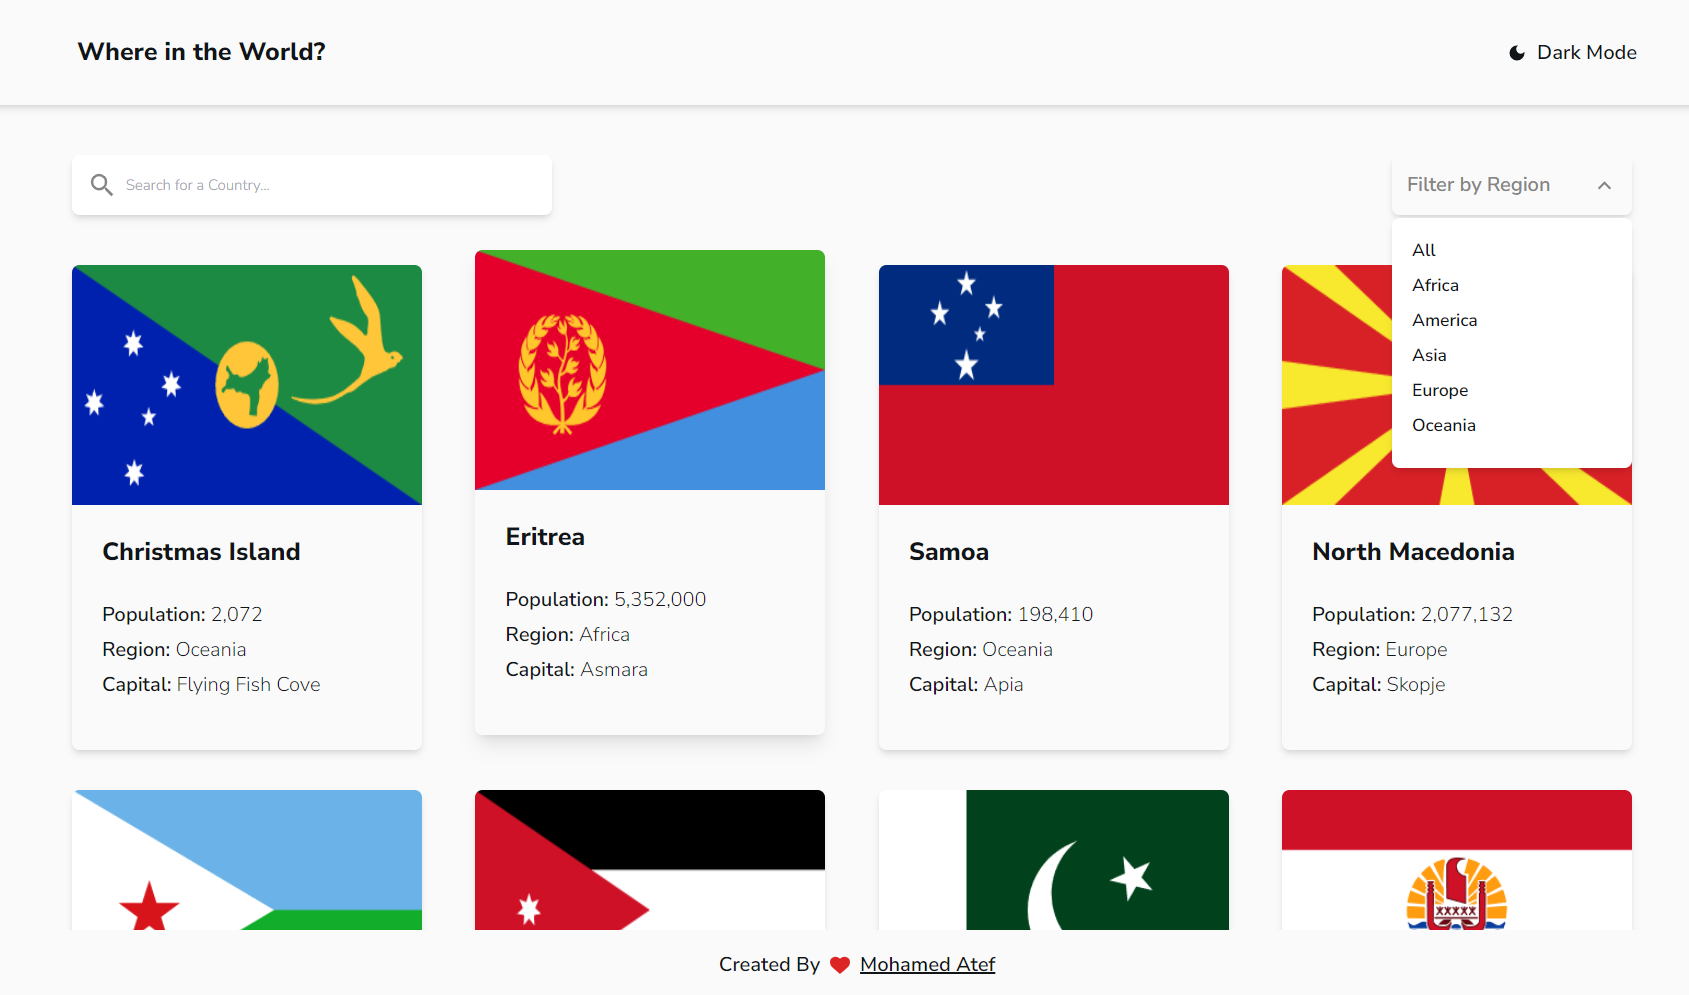 Where in the World?
Dark Mode
Search for a Country...
Filter by Region
All
Africa
America
Asia
Europe
Oceania
Christmas Island
Population: 2,072
Region: Oceania
Capital: Flying Fish Cove
Eritrea
Population: 5,352,000
Region: Africa
Capital: Asmara
Samoa
Population: 198,410
Region: Oceania
Capital: Apia
North Macedonia
Population: 2,077,132
Region: Europe
Capital: Skopje
Created By Mohamed Atef